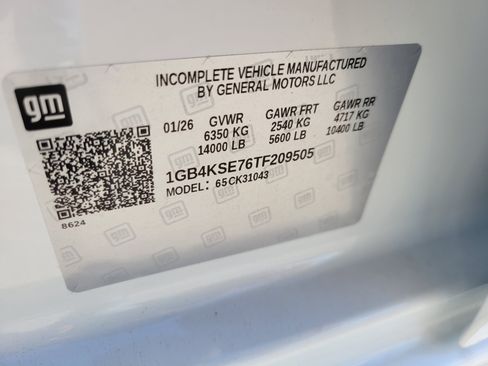 INCOMPLETE VEHICLE MANUFACTURED
BY GENERAL MOTORS LLC
gm
01/26 GVWR GAWR FRT GAWR RR
6350 KG 2540 KG 4717 KG
14000 LB 5600 LB 10400 LB
1GB4KSE76TF209505
MODEL: 65CK31043
8624